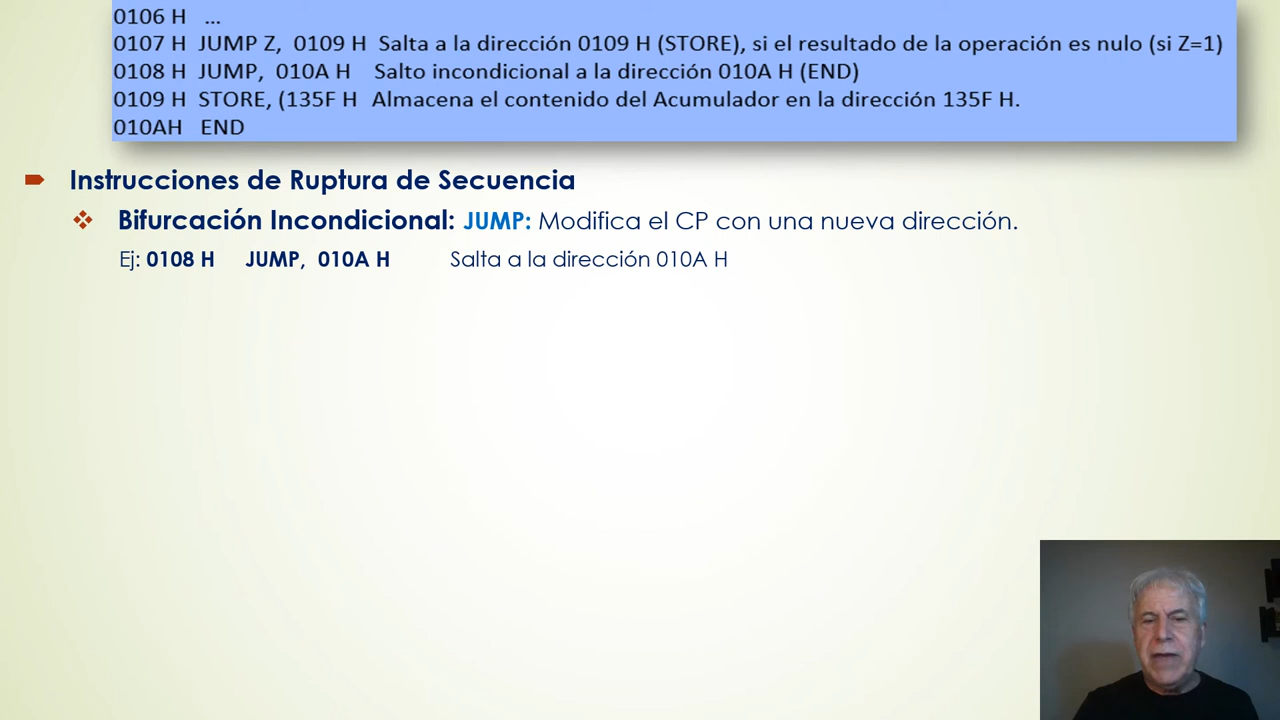 0106 H ...
0107 H JUMP Z, 0109 H Salta a la dirección 0109 H (STORE), si el resultado de la operación es nulo (si Z=1)
0108 H JUMP, 010A H Salto incondicional a la dirección 010A H (END)
0109 H STORE, (135F H Almacena el contenido del Acumulador en la dirección 135F H.
010AH END
Instrucciones de Ruptura de Secuencia
Bifurcación Incondicional: JUMP: Modifica el CP con una nueva dirección.
Ej: 0108 H JUMP, 010A H Salta a la dirección 010A H